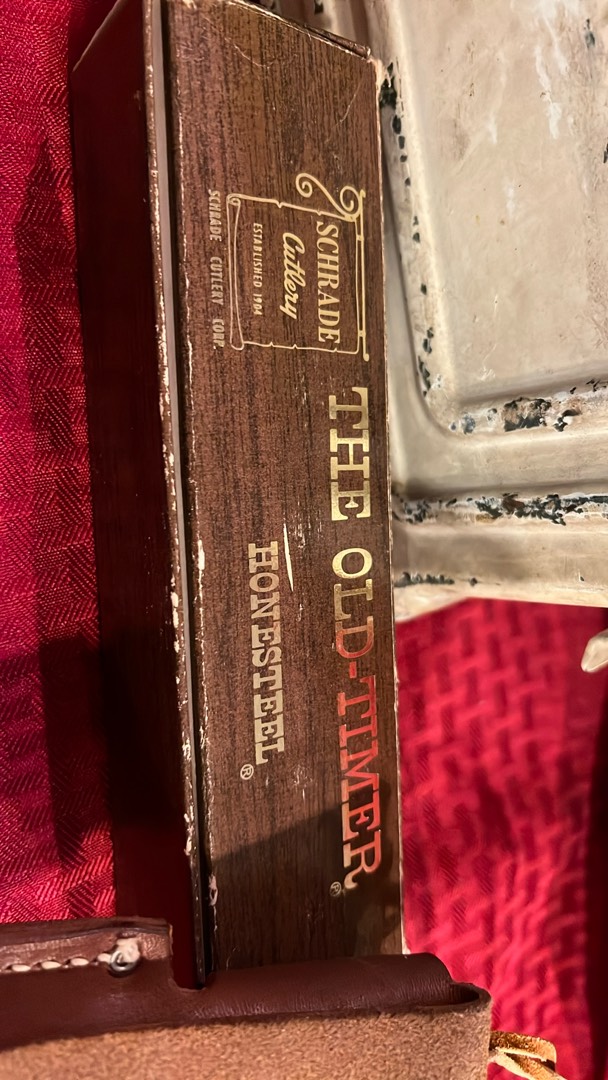 SCHRADE
Cutlery
ESTABLISHED 1904
SCHRADE CUTLERY CORP.
THE OLD-TIMER®
HONESTEEL®